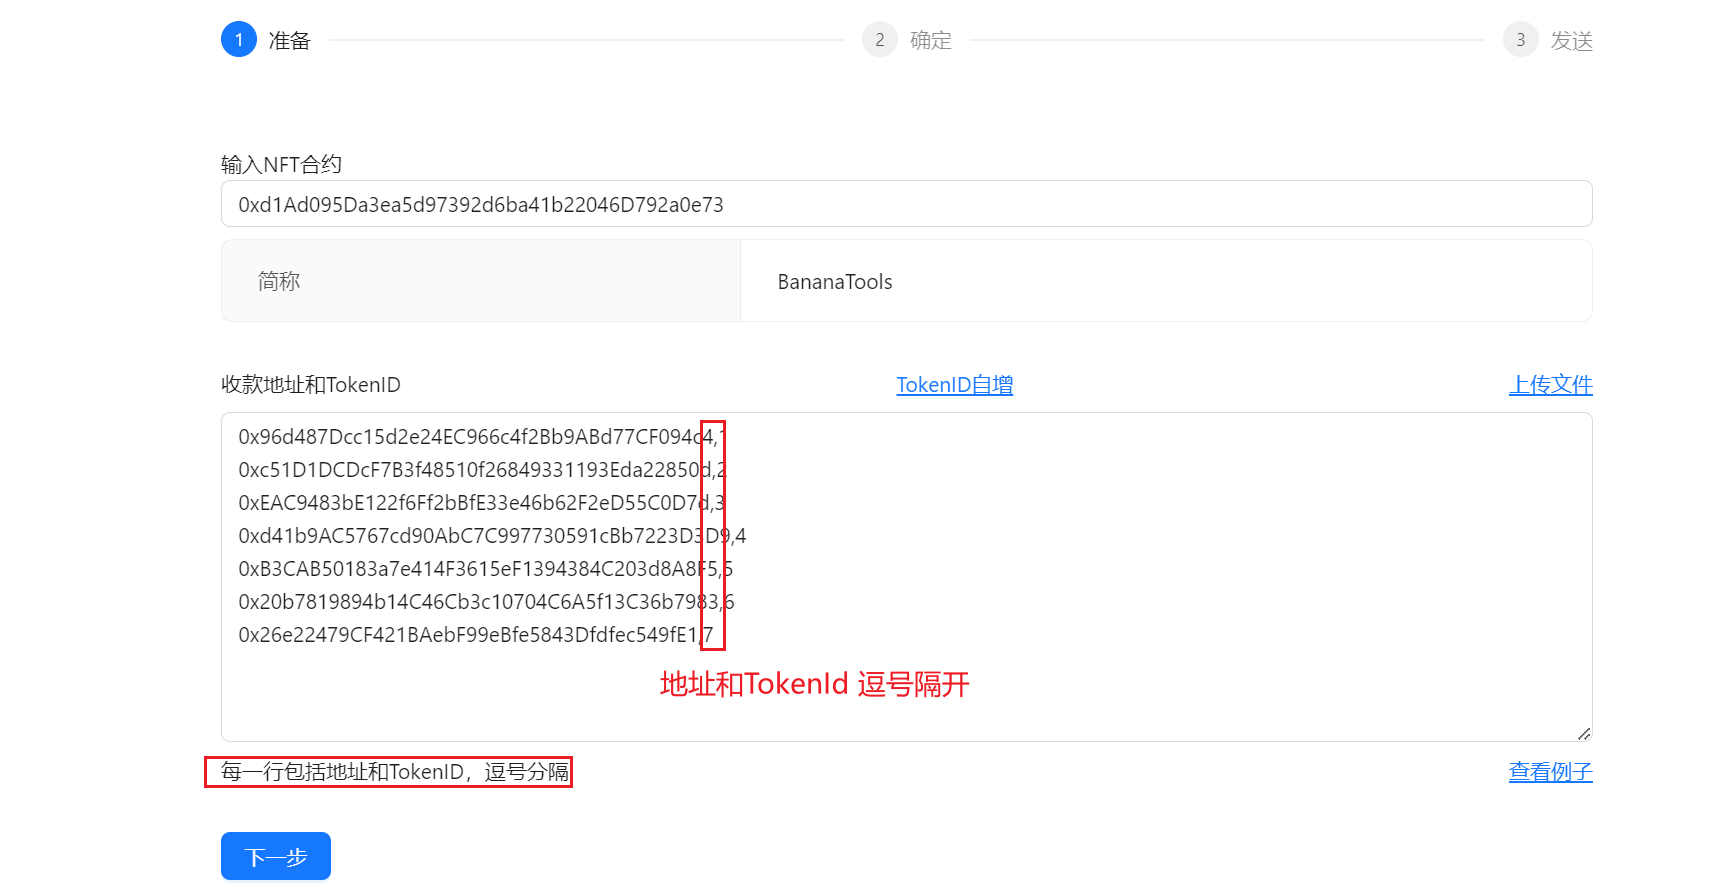 1 准备
2 确定
3 发送
输入NFT合约
0xd1Ad095Da3ea5d97392d6ba41b22046D792a0e73
简称 BananaTools
收款地址和TokenID TokenID自增 上传文件
0x96d487Dcc15d2e24EC966c4f2Bb9ABd77CF094c4,1
0xc51D1DCDcF7B3f48510f26849331193Eda22850d,2
0xEAC9483bE122f6Ff2bBfE33e46b62F2eD55C0D7d,3
0xd41b9AC5767cd90AbC7C997730591cBb7223D3D9,4
0xB3CAB50183a7e414F3615eF1394384C203d8A8F5,5
0x20b7819894b14C46Cb3c10704C6A5f13C36b7983,6
0x26e22479CF421BAebF99eBfe5843Dfdfec549fE1,7
地址和TokenId 逗号隔开
每一行包括地址和TokenID，逗号分隔 查看例子
下一步